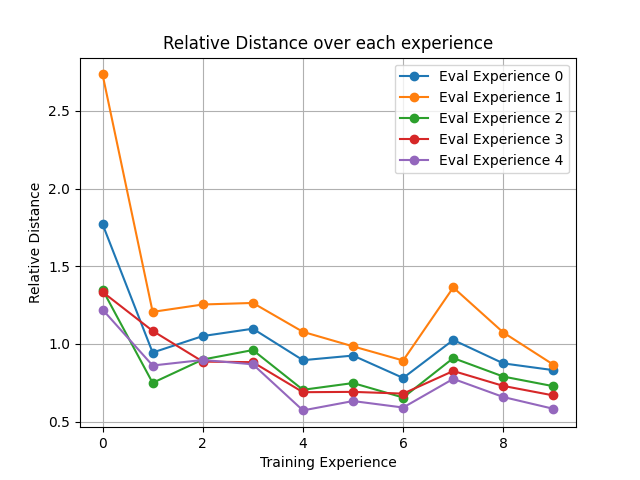 Relative Distance over each experience
Eval Experience 0
Eval Experience 1
Eval Experience 2
Eval Experience 3
Eval Experience 4
Relative Distance
2.5
2.0
1.5
1.0
0.5
0 2 4 6 8
Training Experience